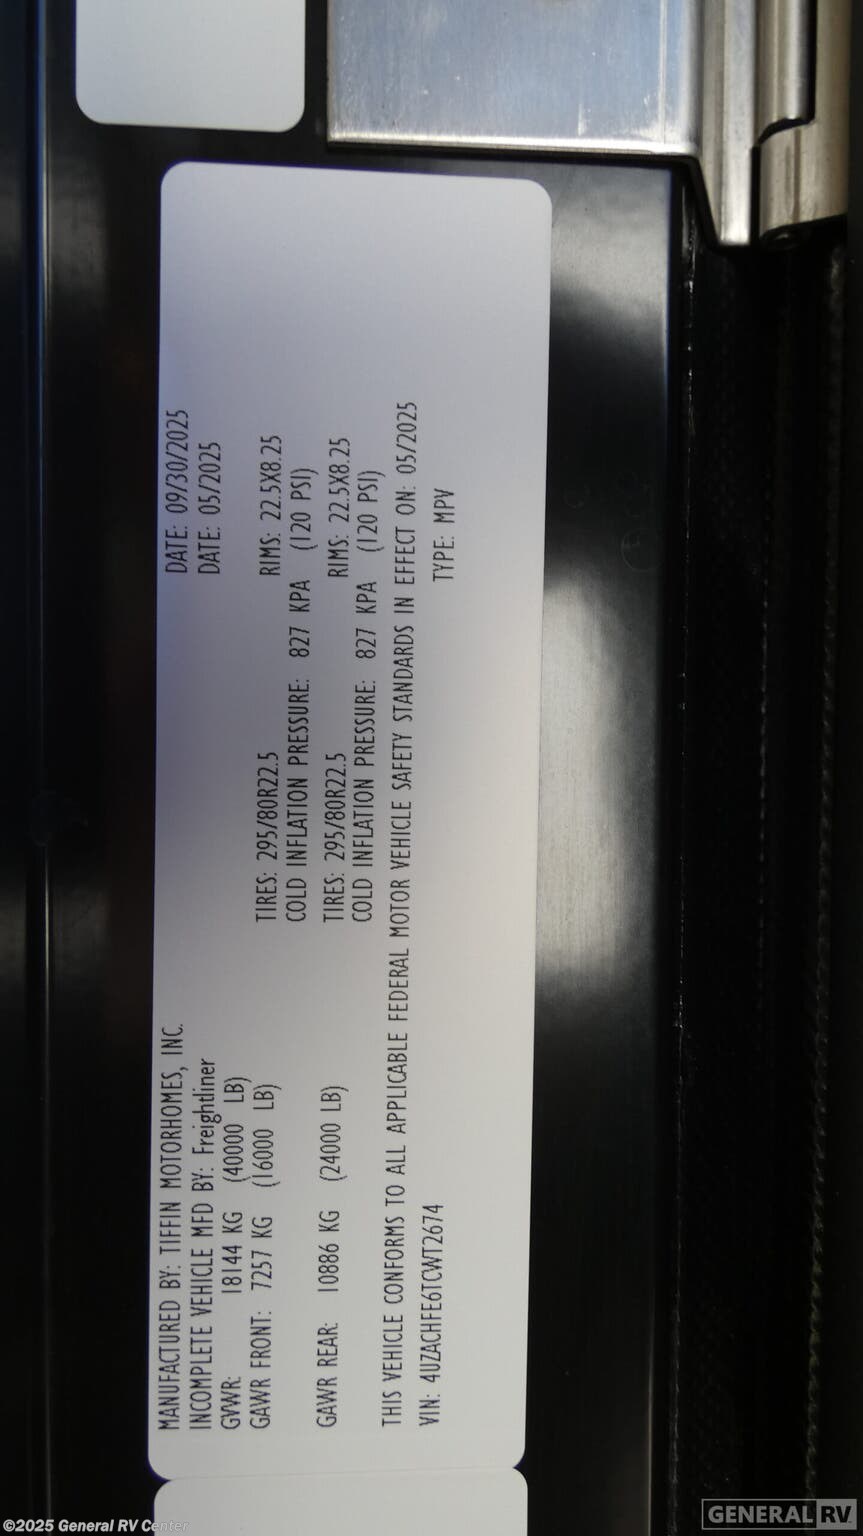 MANUFACTURED BY: TIFFIN MOTORHOMES, INC. DATE: 09/30/2025
INCOMPLETE VEHICLE MFD BY: Freightliner DATE: 05/2025
GVWR: 18144 KG (40000 LB)
GAWR FRONT: 7257 KG (16000 LB) TIRES: 295/80R22.5 RIMS: 22.5X8.25
COLD INFLATION PRESSURE: 827 KPA (120 PSI)
GAWR REAR: 10886 KG (24000 LB) TIRES: 295/80R22.5 RIMS: 22.5X8.25
COLD INFLATION PRESSURE: 827 KPA (120 PSI)
THIS VEHICLE CONFORMS TO ALL APPLICABLE FEDERAL MOTOR VEHICLE SAFETY STANDARDS IN EFFECT ON: 05/2025
VIN: 4UZACHFE6TCWT2674 TYPE: MPV
©2025 General RV Center
GENERAL RV